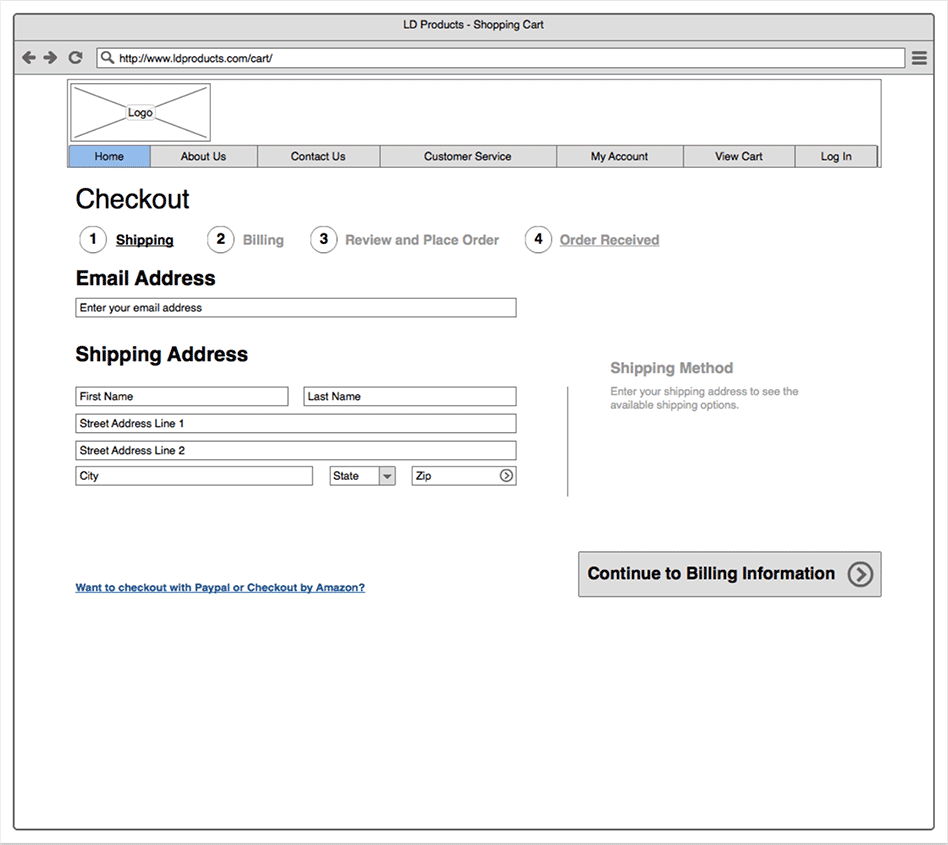 LD Products - Shopping Cart
http://www.ldproducts.com/cart/
Logo
Home About Us Contact Us Customer Service My Account View Cart Log In
Checkout
1 Shipping 2 Billing 3 Review and Place Order 4 Order Received
Email Address
Enter your email address
Shipping Address
First Name Last Name
Street Address Line 1
Street Address Line 2
City State Zip
Shipping Method
Enter your shipping address to see the
available shipping options.
Want to checkout with Paypal or Checkout by Amazon?
Continue to Billing Information